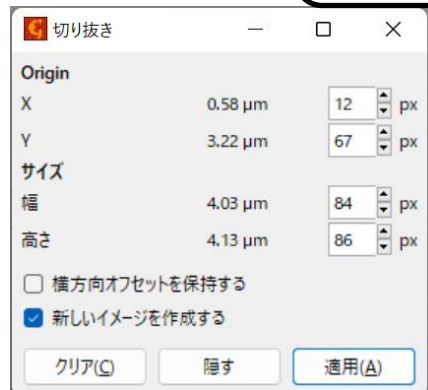 切り抜き
Origin
X 0.58 µm 12 px
Y 3.22 µm 67 px
サイズ
幅 4.03 µm 84 px
高さ 4.13 µm 86 px
横方向オフセットを保持する
新しいイメージを作成する
クリア(C) 隠す 適用(A)